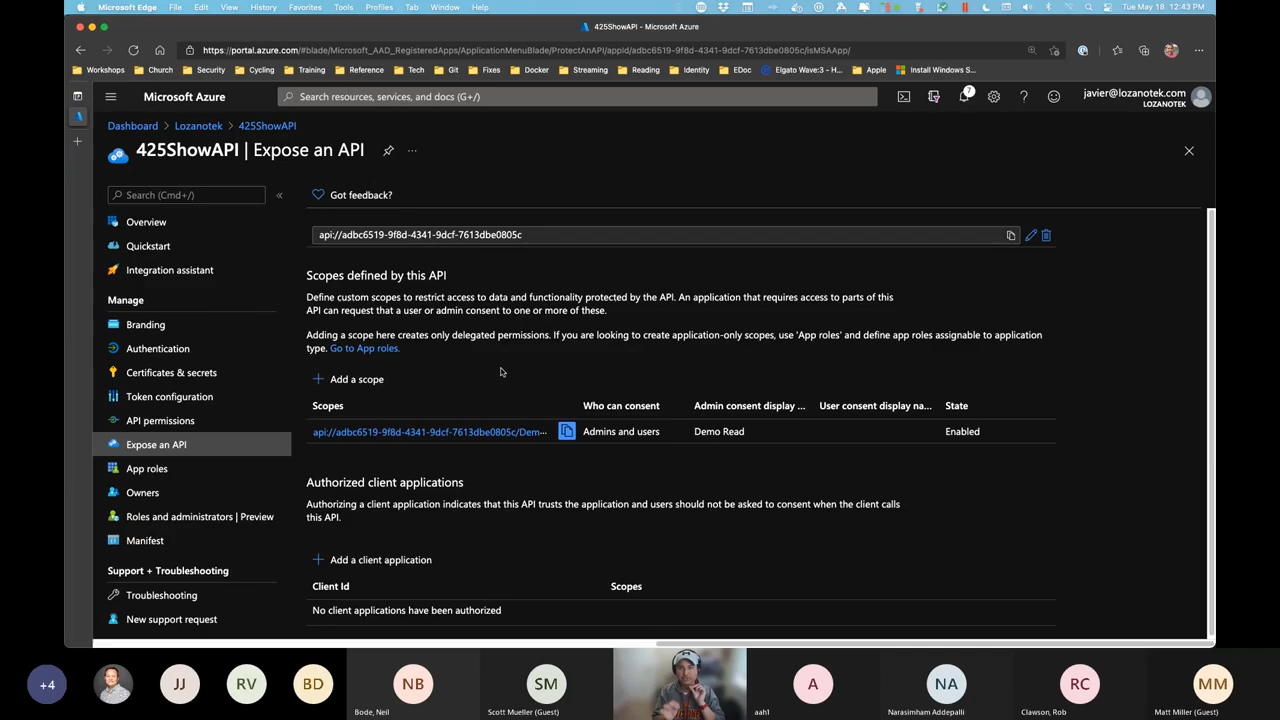 Microsoft Edge File Edit View History Favorites Tools Profiles Tab Window Help
Tue May 18 12:43 PM
425ShowAPI - Microsoft Azure
https://portal.azure.com/#blade/Microsoft_AAD_RegisteredApps/ApplicationMenuBlade/ProtectAnAPI/appId/adbc6519-9f8d-4341-9dcf-7613dbe0805c/isMSAApp/
Workshops Church Security Cycling Training Reference Tech Git Fixes Docker Streaming Reading Identity EDoc Elgato Wave:3 - H... Apple Install Windows S...
Microsoft Azure
Search resources, services, and docs (G+/)
7
javier@lozanotek.com
LOZANOTEK
Dashboard > Lozanotek > 425ShowAPI
425ShowAPI | Expose an API
Search (Cmd+/)
Got feedback?
Overview
Quickstart
Integration assistant
Manage
Branding
Authentication
Certificates & secrets
Token configuration
API permissions
Expose an API
App roles
Owners
Roles and administrators | Preview
Manifest
Support + Troubleshooting
Troubleshooting
New support request
api://adbc6519-9f8d-4341-9dcf-7613dbe0805c
Scopes defined by this API
Define custom scopes to restrict access to data and functionality protected by the API. An application that requires access to parts of this
API can request that a user or admin consent to one or more of these.
Adding a scope here creates only delegated permissions. If you are looking to create application-only scopes, use 'App roles' and define app roles assignable to application
type. Go to App roles.
Add a scope
Scopes Who can consent Admin consent display ... User consent display na... State
api://adbc6519-9f8d-4341-9dcf-7613dbe0805c/Dem... Admins and users Demo Read Enabled
Authorized client applications
Authorizing a client application indicates that this API trusts the application and users should not be asked to consent when the client calls
this API.
Add a client application
Client Id Scopes
No client applications have been authorized
+4 JJ RV BD NB SM A NA RC MM
Bode, Neil Scott Mueller (Guest) aah1 Narasimham Addepalli Clawson, Rob Matt Miller (Guest)